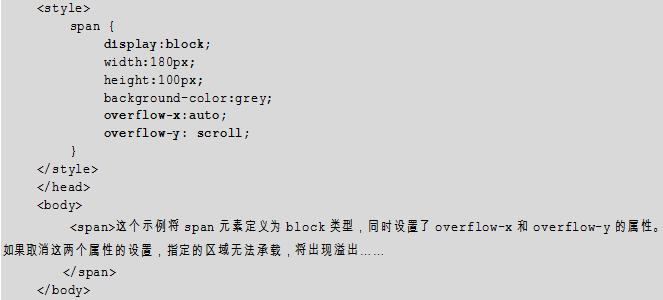 <style>
span {
display:block;
width:180px;
height:100px;
background-color:grey;
overflow-x:auto;
overflow-y: scroll;
}
</style>
</head>
<body>
<span>这个示例将 span 元素定义为 block 类型，同时设置了 overflow-x 和 overflow-y 的属性。
如果取消这两个属性的设置，指定的区域无法承载，将出现溢出……
</span>
</body>